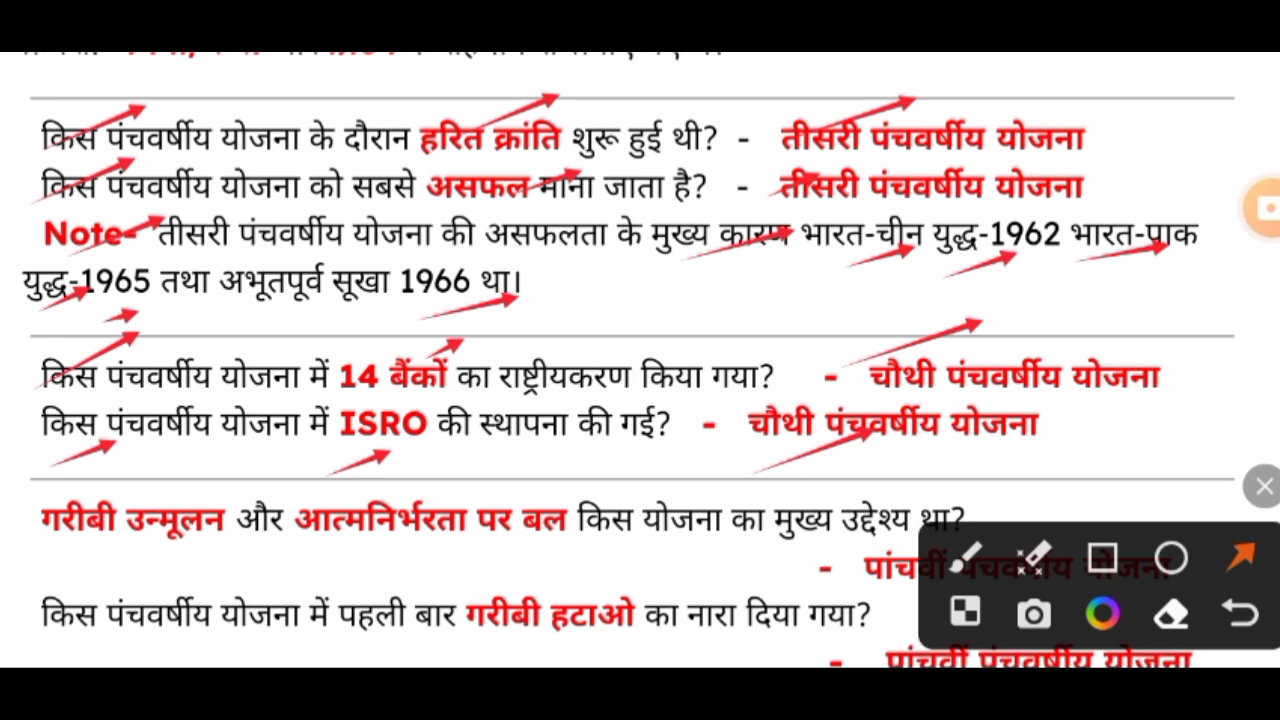 किस पंचवर्षीय योजना के दौरान हरित क्रांति शुरू हुई थी? - तीसरी पंचवर्षीय योजना
किस पंचवर्षीय योजना को सबसे असफल माना जाता है? - तीसरी पंचवर्षीय योजना
Note- तीसरी पंचवर्षीय योजना की असफलता के मुख्य कारण भारत-चीन युद्ध-1962 भारत-पाक
युद्ध-1965 तथा अभूतपूर्व सूखा 1966 था।
किस पंचवर्षीय योजना में 14 बैंकों का राष्ट्रीयकरण किया गया? - चौथी पंचवर्षीय योजना
किस पंचवर्षीय योजना में ISRO की स्थापना की गई? - चौथी पंचवर्षीय योजना
गरीबी उन्मूलन और आत्मनिर्भरता पर बल किस योजना का मुख्य उद्देश्य था?
- पांचवीं पंचवर्षीय योजना
किस पंचवर्षीय योजना में पहली बार गरीबी हटाओ का नारा दिया गया?
- पांचवीं पंचवर्षीय योजना